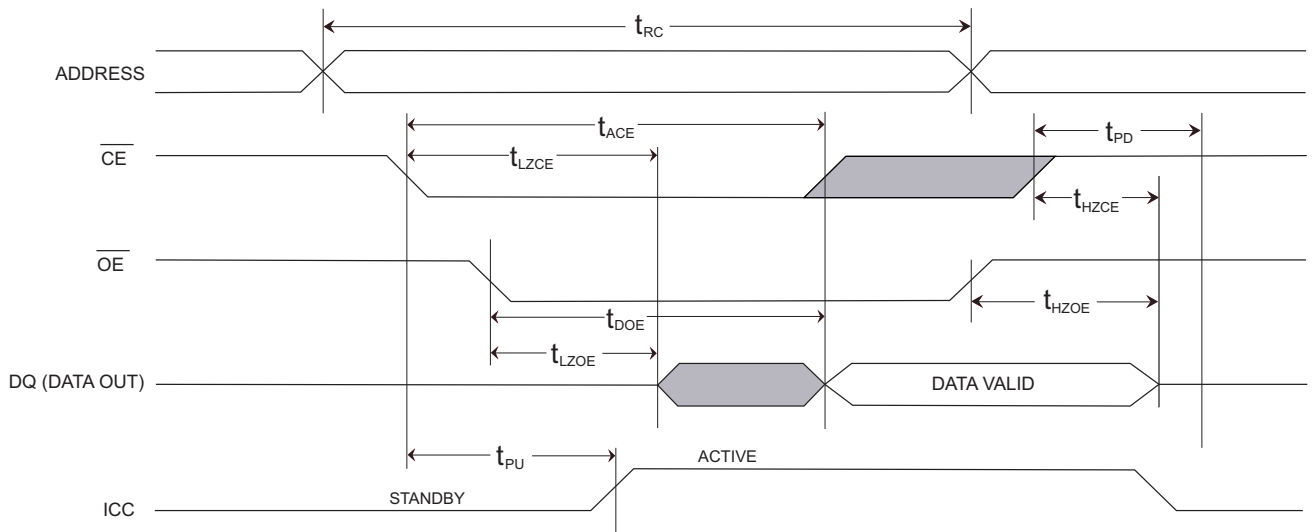 tRC
ADDRESS
tACE
tPD
CE
tLZCE
tHZCE
OE
tHZOE
tDOE
tLZOE
DQ (DATA OUT)
DATA VALID
tPU
ACTIVE
STANDBY
ICC